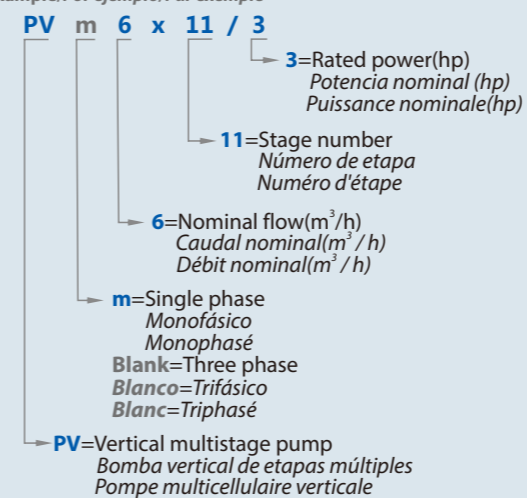 PV m 6 x 11 / 3
3=Rated power(hp)
Potencia nominal (hp)
Puissance nominale(hp)
11=Stage number
Número de etapa
Numéro d'étape
6=Nominal flow(m³/h)
Caudal nominal(m³/h)
Débit nominal(m³/h)
m=Single phase
Monofásico
Monophasé
Blank=Three phase
Blanco=Trifásico
Blanc=Triphasé
PV=Vertical multistage pump
Bomba vertical de etapas múltiples
Pompe multicellulaire verticale